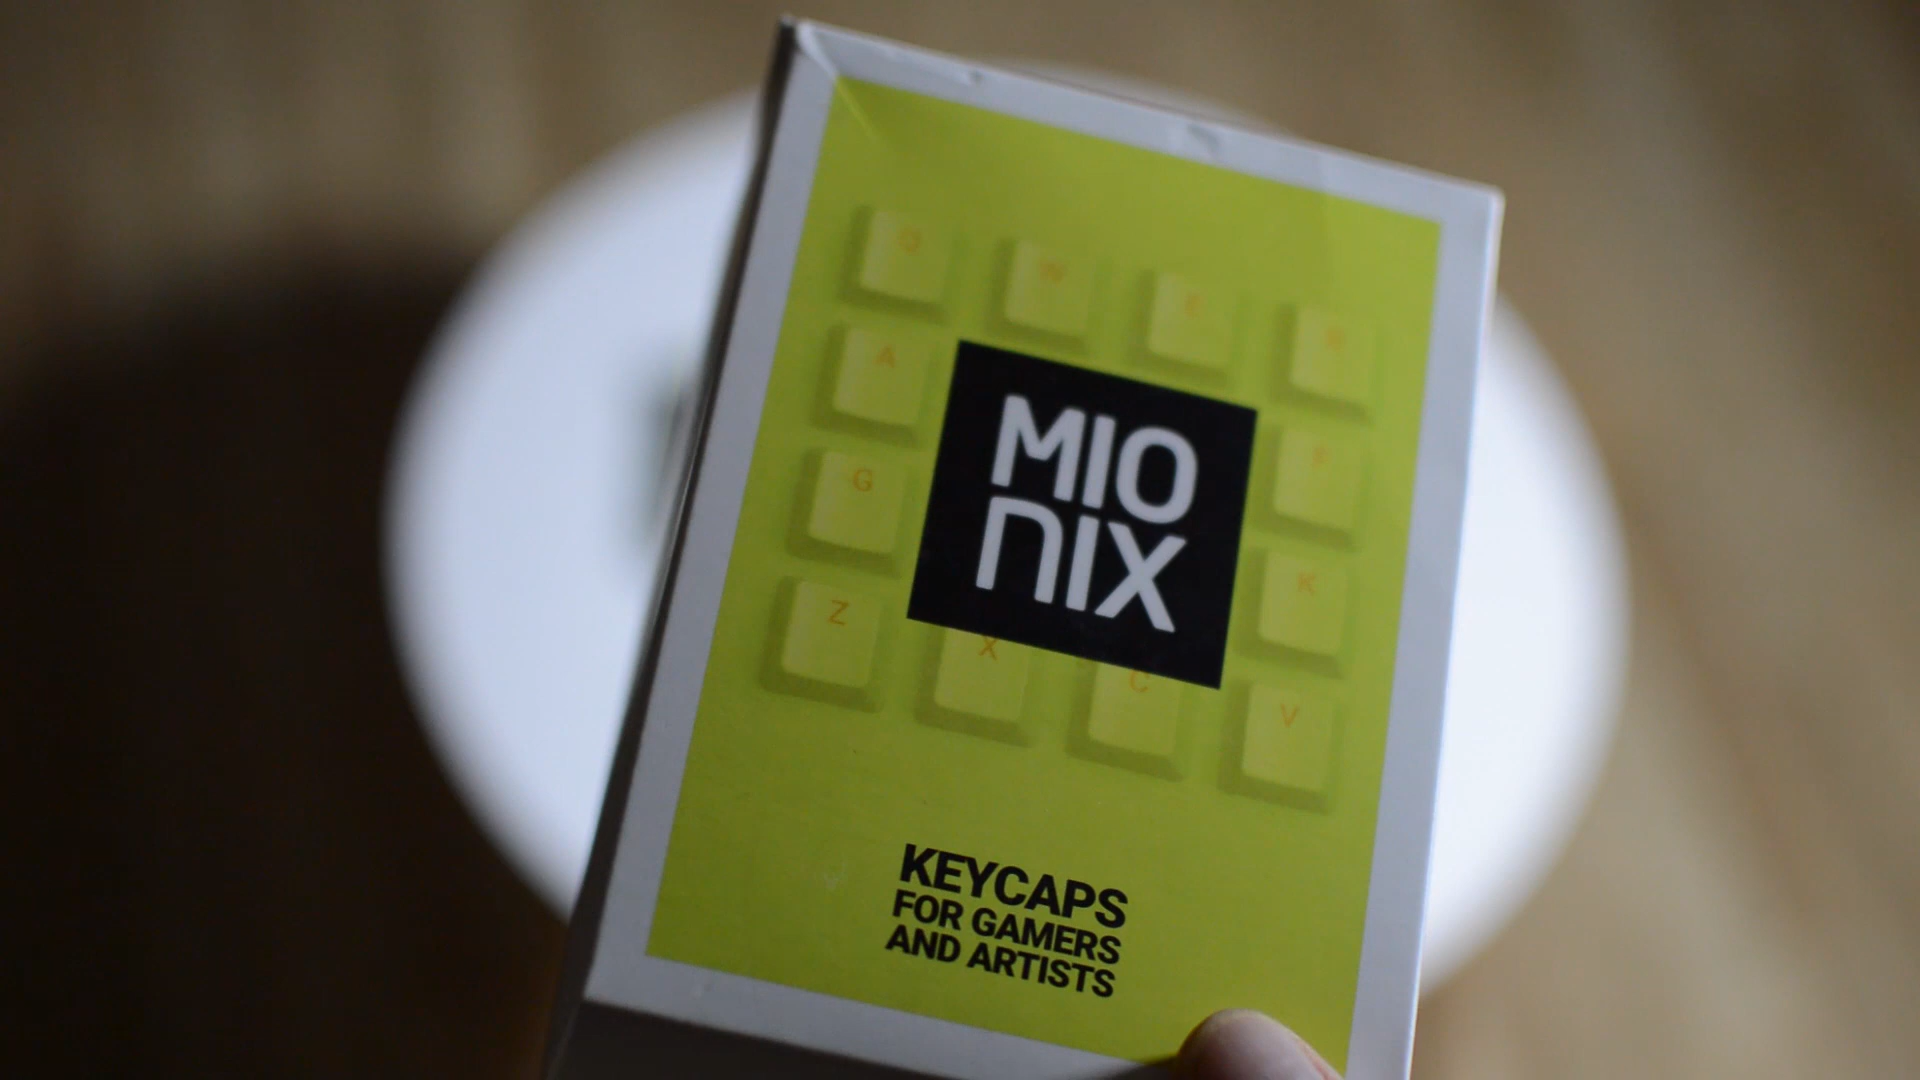 Q W E R
A
MIO
F
G
NIX
K
Z X C V
KEYCAPS
FOR GAMERS
AND ARTISTS